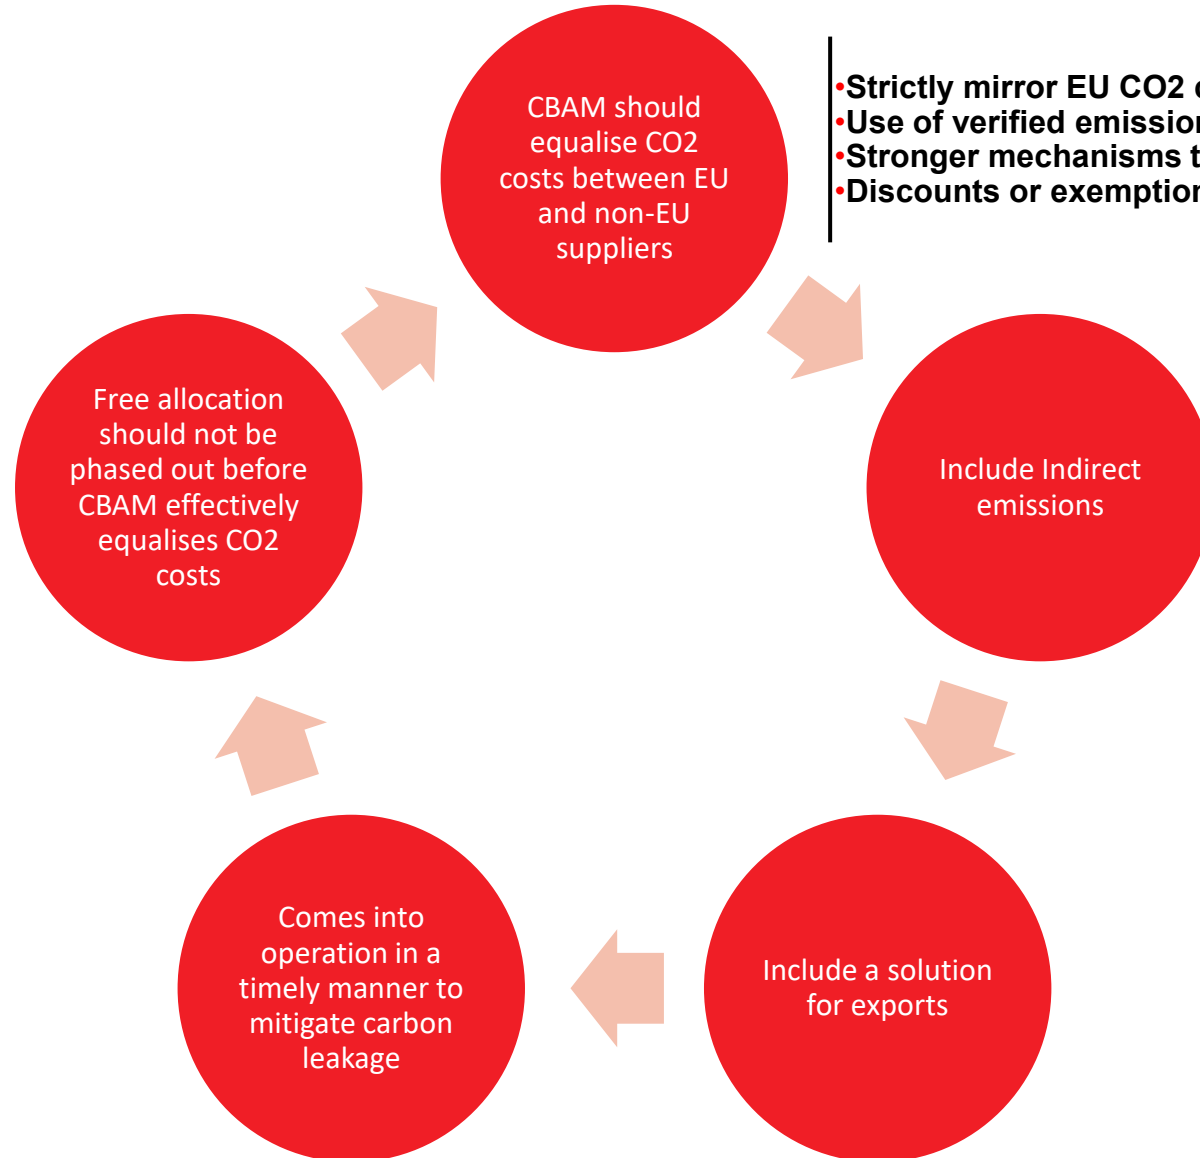 CBAM should
equalise CO2
costs between EU
and non-EU
suppliers
•Strictly mirror EU CO2
•Use of verified
•Stronger mechanisms
•Discounts or
Include Indirect
emissions
Include a solution
for exports
Comes into
operation in a
timely manner to
mitigate carbon
leakage
Free allocation
should not be
phased out before
CBAM effectively
equalises CO2
costs